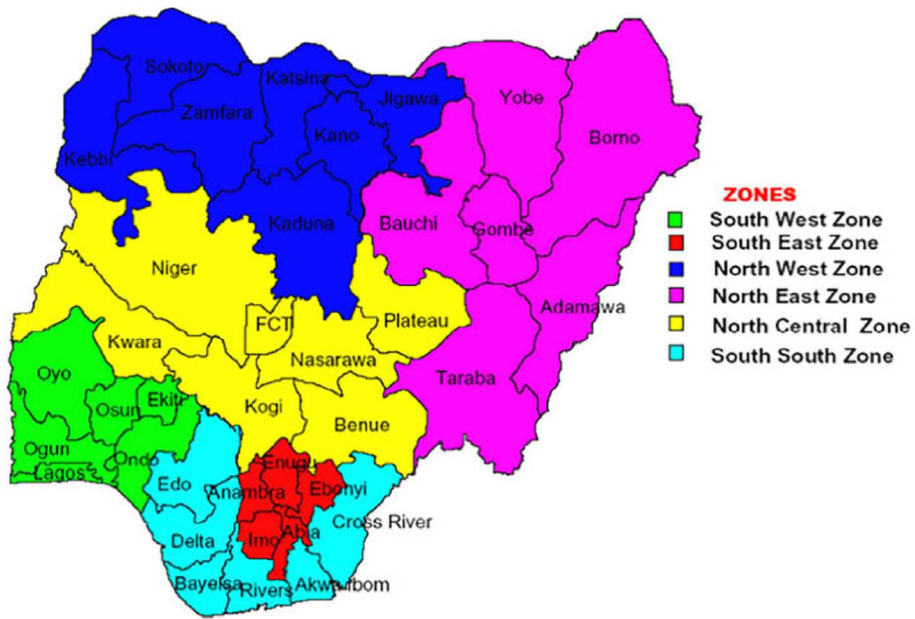 Sokoto
Katsina
Zamfara
Jigawa
Kano
Kebbi
Kaduna
Yobe
Borno
Bauchi
Gombe
Adamawa
Taraba
Niger
FCT
Plateau
Kwara
Nasarawa
Kogi
Benue
Oyo
Osun
Ekiti
Ogun
Ondo
Lagos
Edo
Enugu
Anambra
Ebonyi
Cross River
Delta
Imo
Abia
Bayelsa
Rivers
Akwa-Ibom
ZONES
South West Zone
South East Zone
North West Zone
North East Zone
North Central Zone
South South Zone